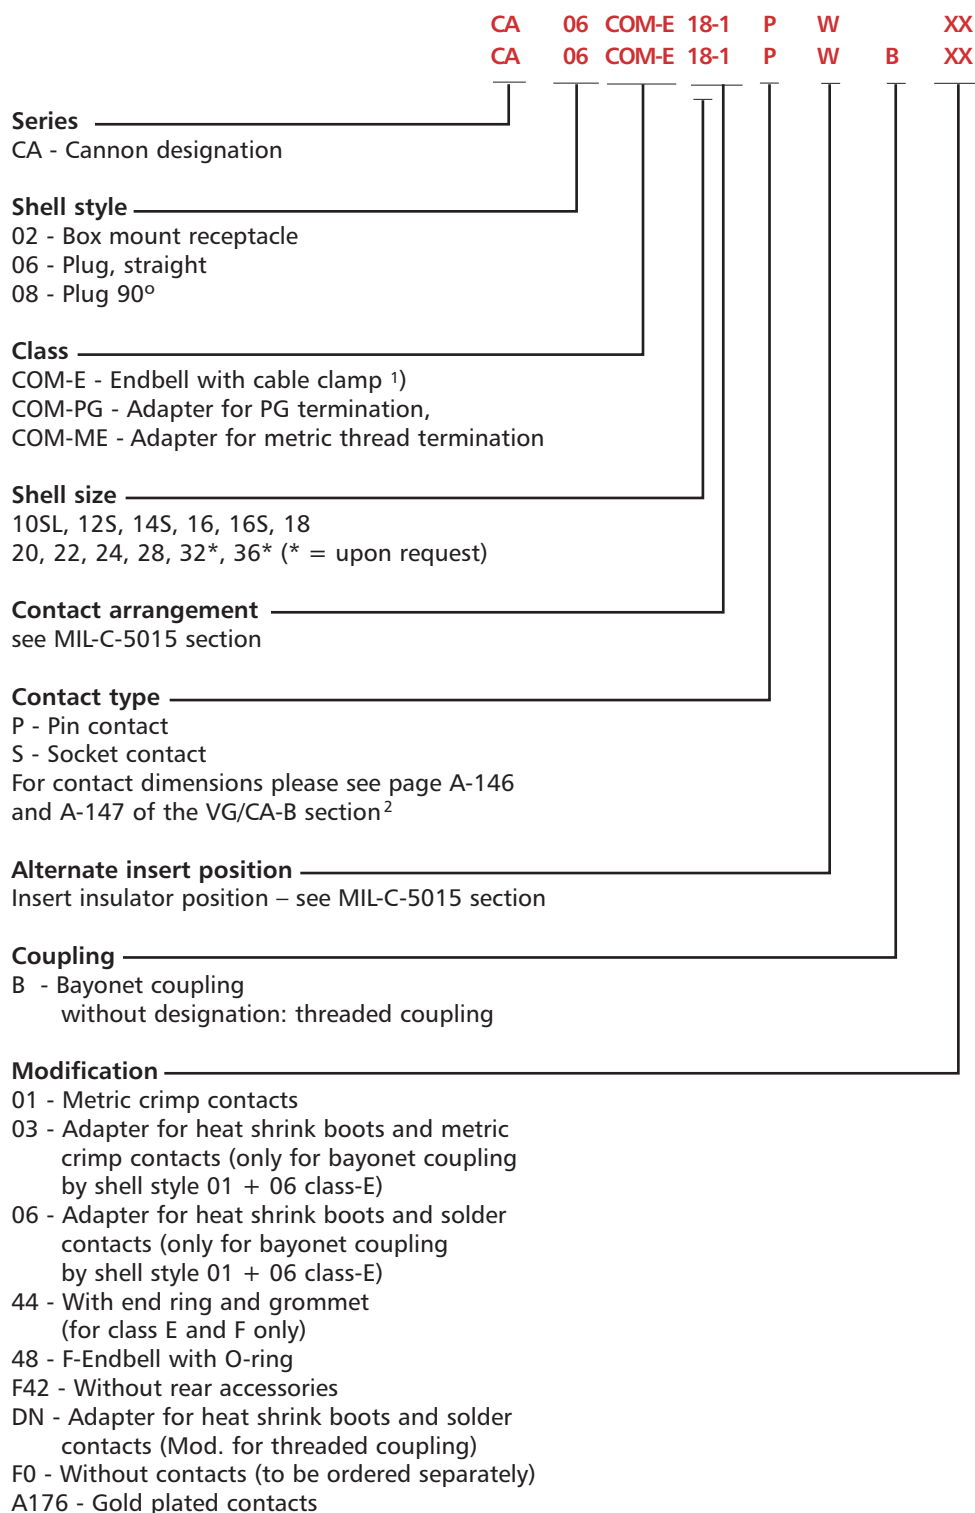 CA 06 COM-E 18-1 P W XX
CA 06 COM-E 18-1 P W B XX
Series
CA - Cannon designation
Shell style
02 - Box mount receptacle
06 - Plug, straight
08 - Plug 90º
Class
COM-E - Endbell with cable clamp ¹)
COM-PG - Adapter for PG termination,
COM-ME - Adapter for metric thread termination
Shell size
10SL, 12S, 14S, 16, 16S, 18
20, 22, 24, 28, 32*, 36* (* = upon request)
Contact arrangement
see MIL-C-5015 section
Contact type
P - Pin contact
S - Socket contact
For contact dimensions please see page A-146
and A-147 of the VG/CA-B section²
Alternate insert position
Insert insulator position – see MIL-C-5015 section
Coupling
B - Bayonet coupling
without designation: threaded coupling
Modification
01 - Metric crimp contacts
03 - Adapter for heat shrink boots and metric
crimp contacts (only for bayonet coupling
by shell style 01 + 06 class-E)
06 - Adapter for heat shrink boots and solder
contacts (only for bayonet coupling
by shell style 01 + 06 class-E)
44 - With end ring and grommet
(for class E and F only)
48 - F-Endbell with O-ring
F42 - Without rear accessories
DN - Adapter for heat shrink boots and solder
contacts (Mod. for threaded coupling)
F0 - Without contacts (to be ordered separately)
A176 - Gold plated contacts